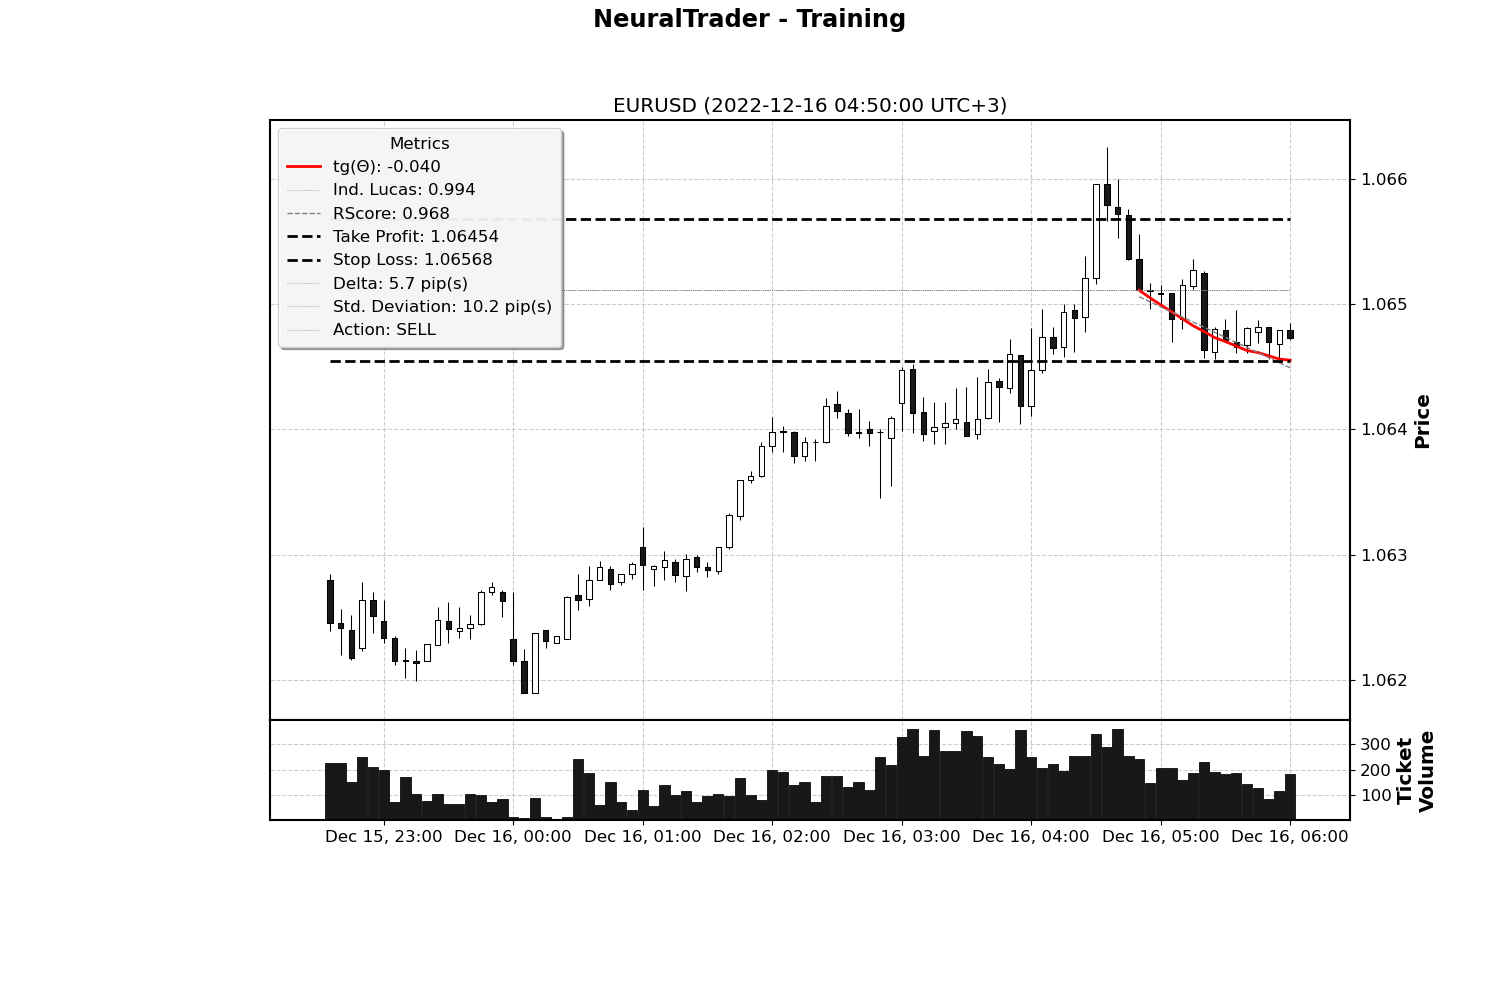 NeuralTrader - Training
EURUSD (2022-12-16 04:50:00 UTC+3)
Metrics
tg(Θ): -0.040
Ind. Lucas: 0.994
RScore: 0.968
Take Profit: 1.06454
Stop Loss: 1.06568
Delta: 5.7 pip(s)
Std. Deviation: 10.2 pip(s)
Action: SELL
1.066
1.065
1.064
1.063
1.062
Price
300
200
100
Ticket
Volume
Dec 15, 23:00 Dec 16, 00:00 Dec 16, 01:00 Dec 16, 02:00 Dec 16, 03:00 Dec 16, 04:00 Dec 16, 05:00 Dec 16, 06:00